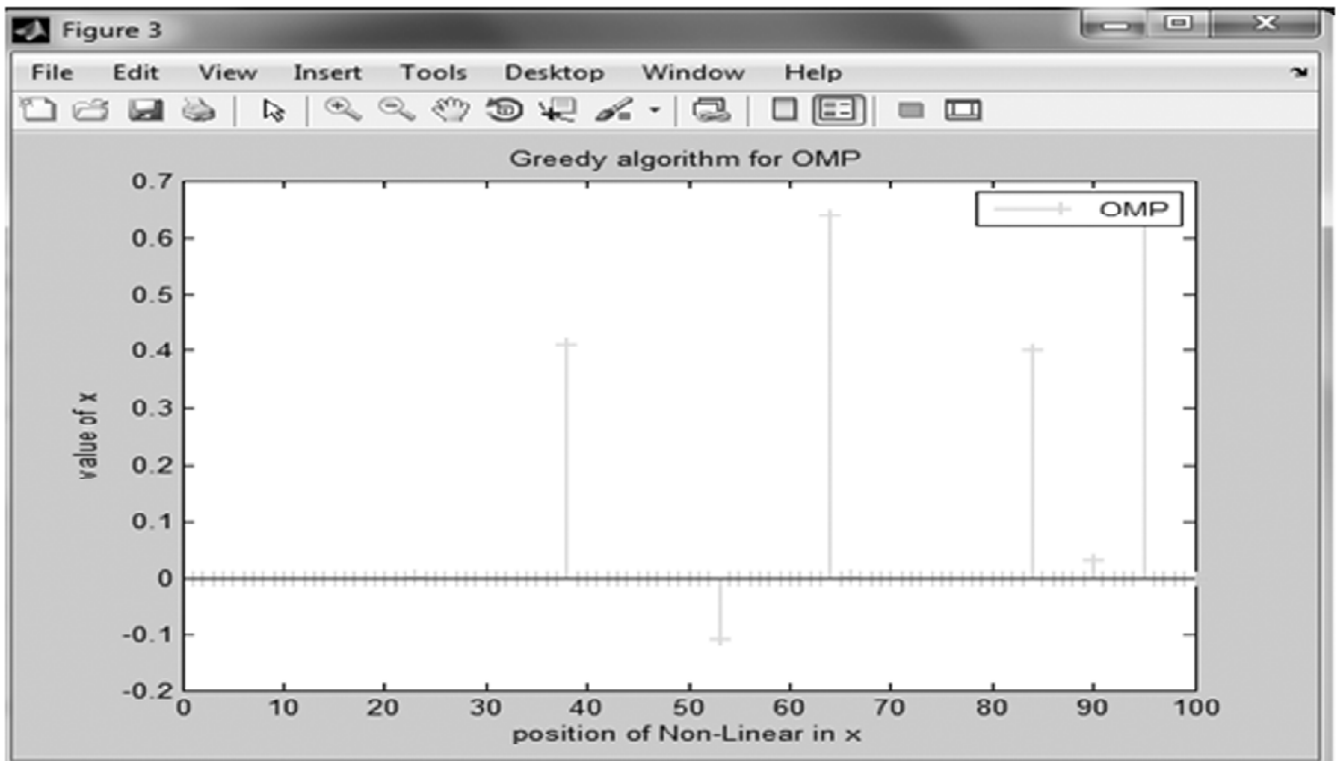 Figure 3
File Edit View Insert Tools Desktop Window Help
Greedy algorithm for OMP
OMP
value of x
0.7
0.6
0.5
0.4
0.3
0.2
0.1
0
-0.1
-0.2
0 10 20 30 40 50 60 70 80 90 100
position of Non-Linear in x